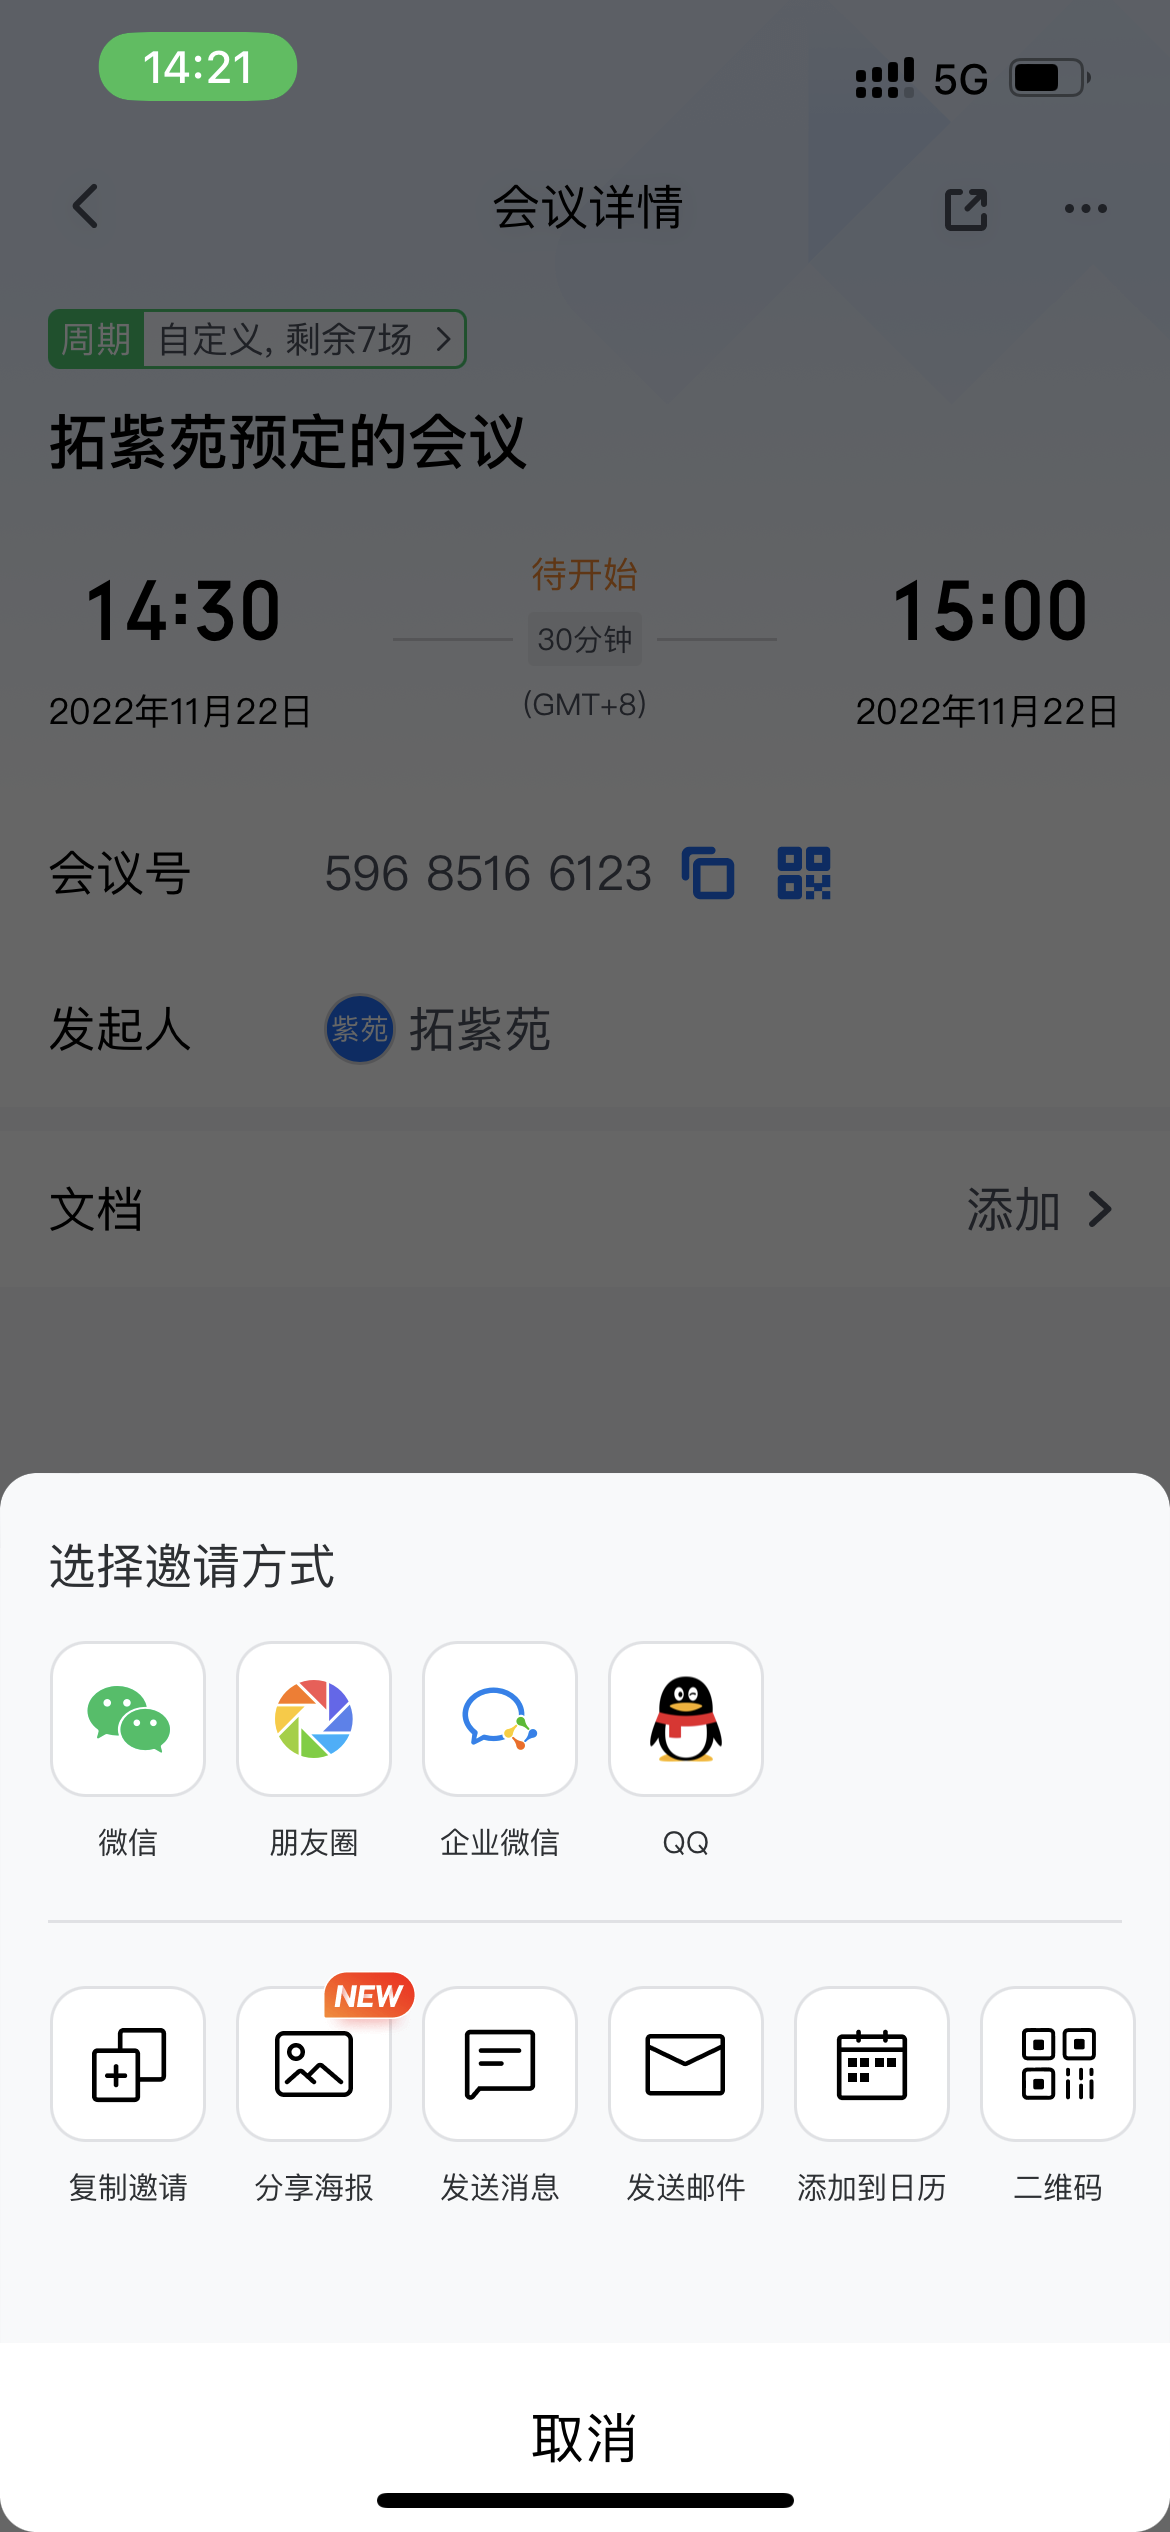 14:21
5G
会议详情
周期 自定义, 剩余7场
拓紫苑预定的会议
待开始
14:30 30分钟 15:00
2022年11月22日 (GMT+8) 2022年11月22日
会议号 596 8516 6123
发起人 紫苑 拓紫苑
文档 添加
选择邀请方式
微信 朋友圈 企业微信 QQ
NEW
复制邀请 分享海报 发送消息 发送邮件 添加到日历 二维码
取消